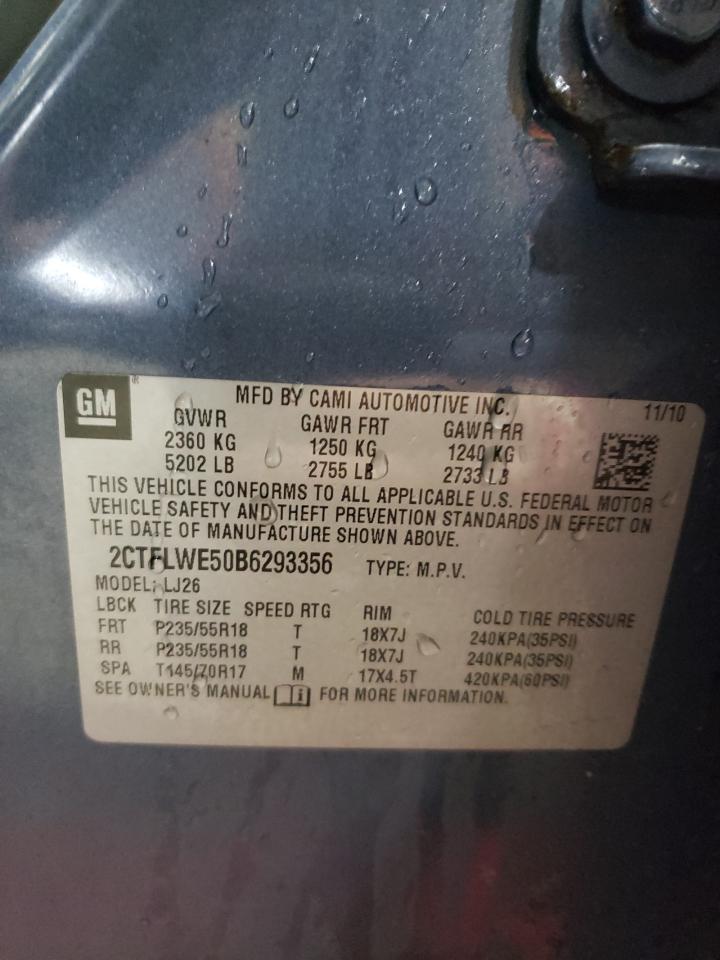 GM ®
MFD BY CAMI AUTOMOTIVE INC. 11/10
GVWR GAWR FRT GAWR RR
2360 KG 1250 KG 1240 KG
5202 LB 2755 LB 2733 LB
THIS VEHICLE CONFORMS TO ALL APPLICABLE U.S. FEDERAL MOTOR
VEHICLE SAFETY AND THEFT PREVENTION STANDARDS IN EFFECT ON
THE DATE OF MANUFACTURE SHOWN ABOVE.
2CTFLWE50B6293356 TYPE: M.P.V.
MODEL: LJ26
LBCK TIRE SIZE SPEED RTG RIM COLD TIRE PRESSURE
FRT P235/55R18 T 18X7J 240KPA(35PSI)
RR P235/55R18 T 18X7J 240KPA(35PSI)
SPA T145/70R17 M 17X4.5T 420KPA(60PSI)
SEE OWNER'S MANUAL i FOR MORE INFORMATION.